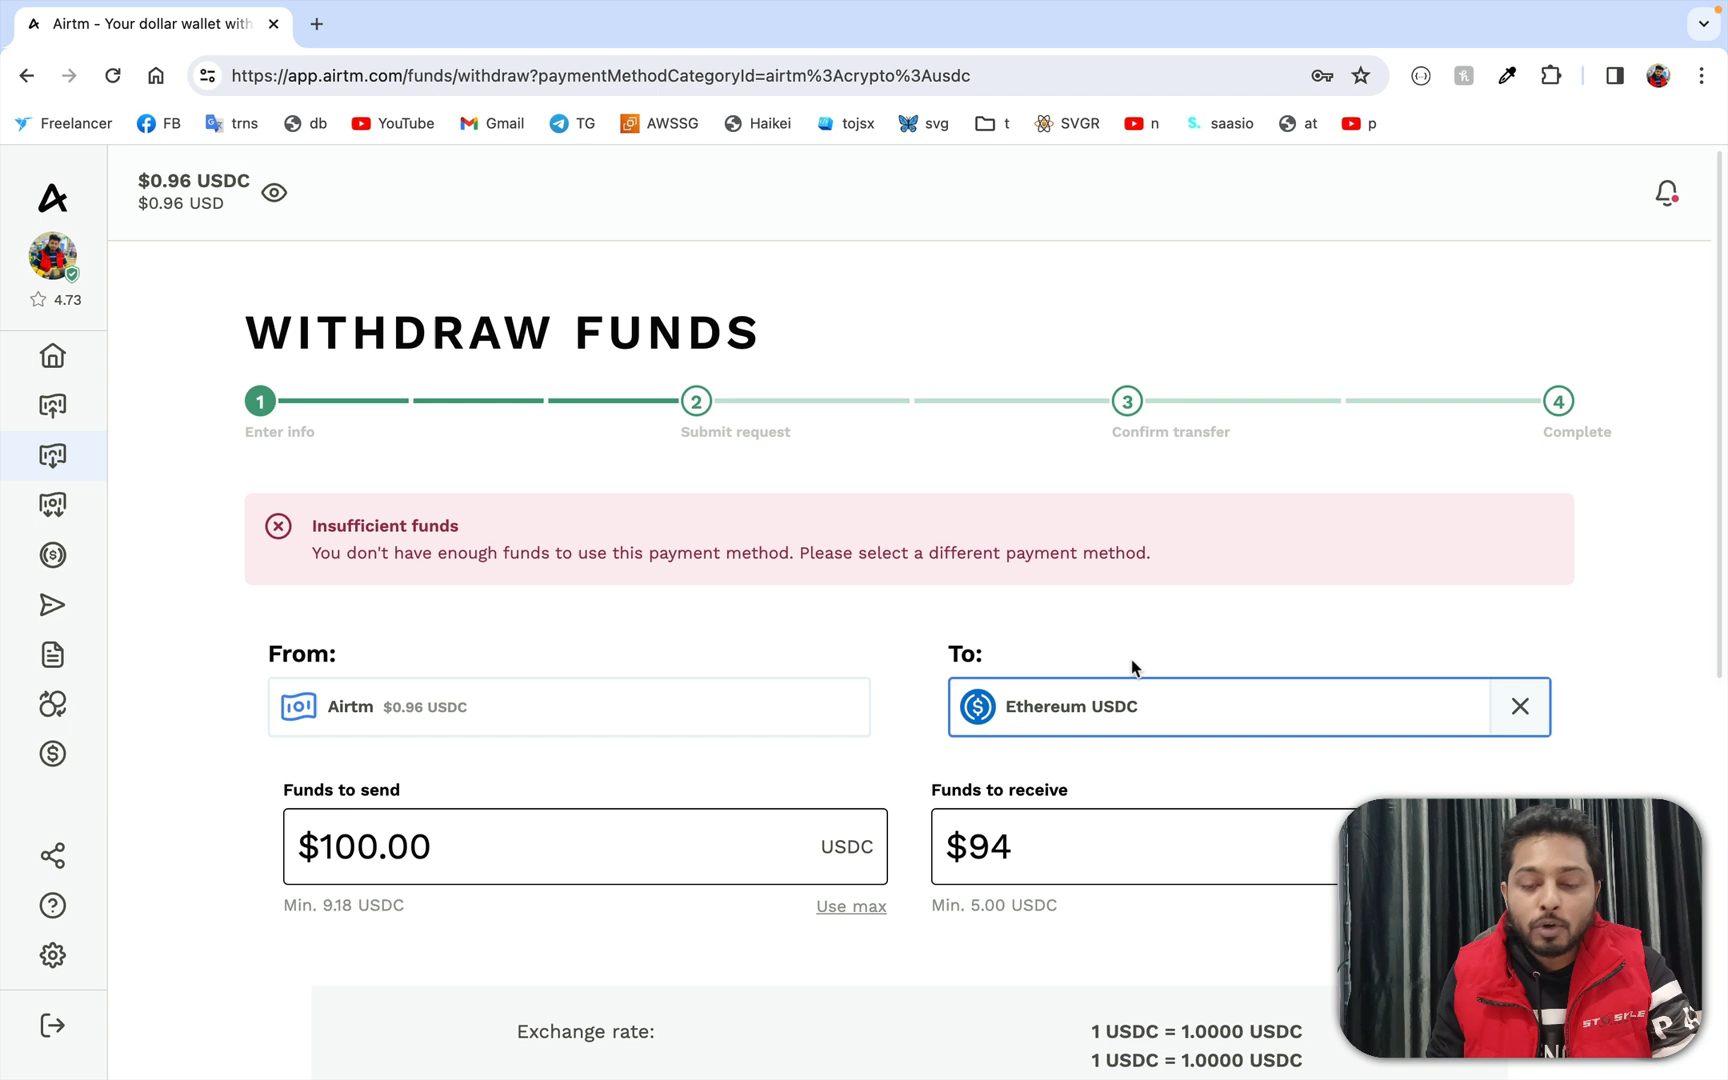 Airtm - Your dollar wallet with
https://app.airtm.com/funds/withdraw?paymentMethodCategoryId=airtm%3Acrypto%3Ausdc
Freelancer FB trns db YouTube Gmail TG AWSSG Haikei tojsx svg t SVGR n saasio at p
$0.96 USDC
$0.96 USD
4.73
WITHDRAW FUNDS
1 2 3 4
Enter info Submit request Confirm transfer Complete
Insufficient funds
You don't have enough funds to use this payment method. Please select a different payment method.
From: To:
Airtm $0.96 USDC Ethereum USDC
Funds to send Funds to receive
$100.00 USDC $94
Min. 9.18 USDC Use max Min. 5.00 USDC
Exchange rate: 1 USDC = 1.0000 USDC
1 USDC = 1.0000 USDC